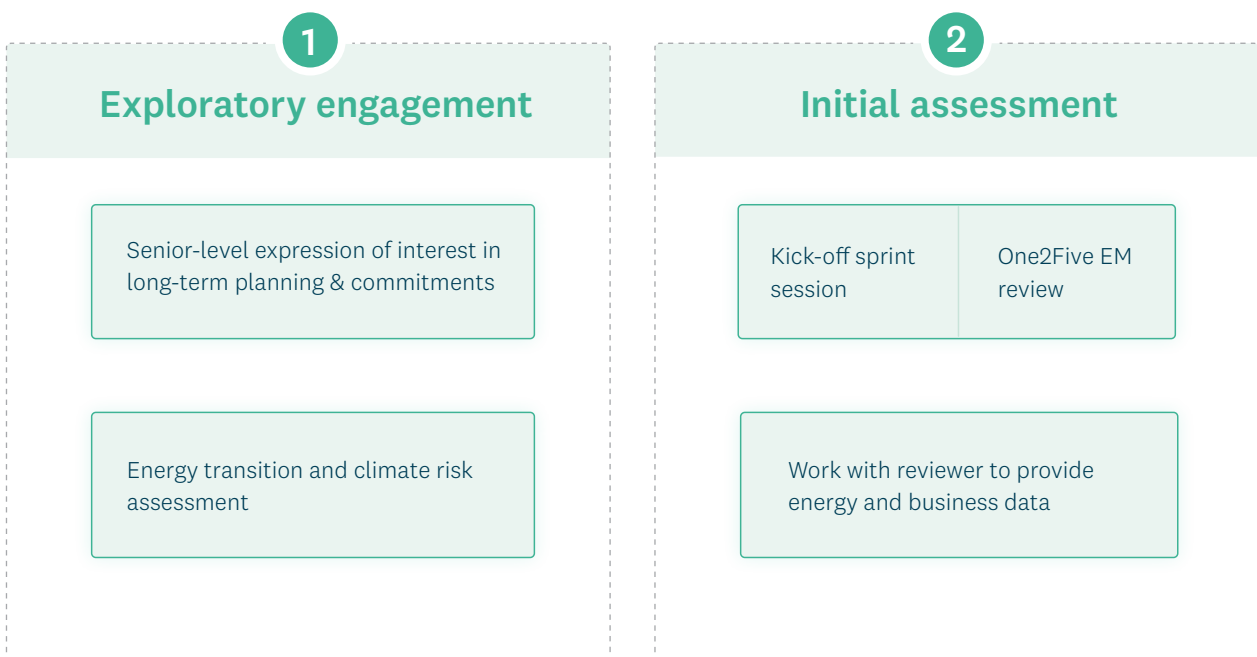 1
Exploratory engagement
Senior-level expression of interest in
long-term planning & commitments
Energy transition and climate risk
assessment
2
Initial assessment
Kick-off sprint
session
One2Five EM
review
Work with reviewer to provide
energy and business data